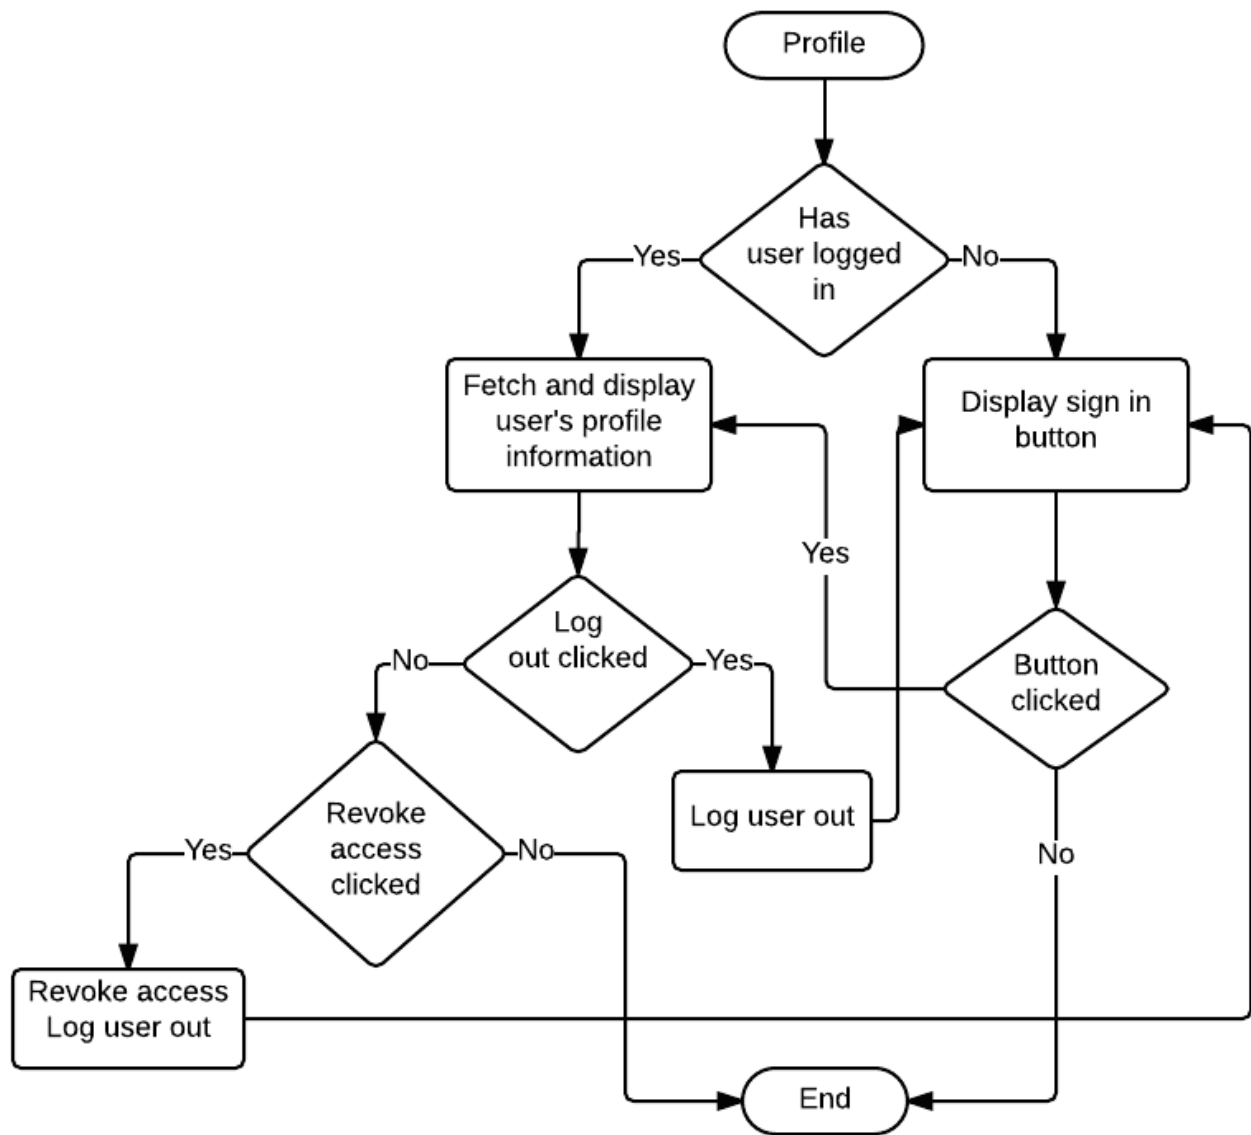 Profile
Has
user logged
in
Yes
No
Fetch and display
user's profile
information
Display sign in
button
Yes
Log
out clicked
No
Yes
Button
clicked
Revoke
access
clicked
Yes
No
Log user out
No
Revoke access
Log user out
End